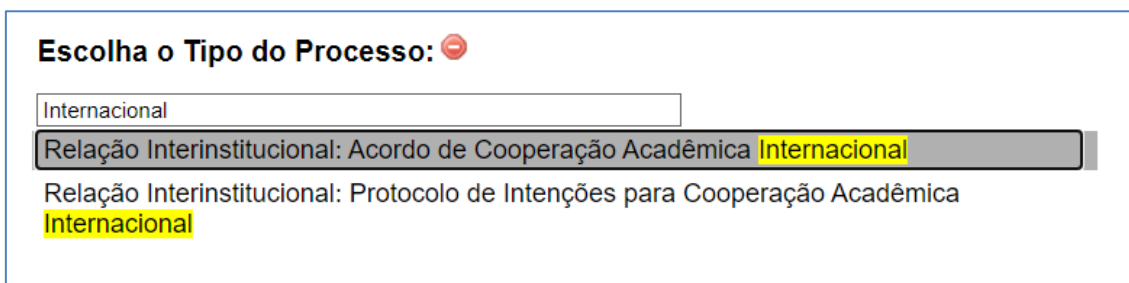 Escolha o Tipo do Processo:
Internacional
Relação Interinstitucional: Acordo de Cooperação Acadêmica Internacional
Relação Interinstitucional: Protocolo de Intenções para Cooperação Acadêmica
Internacional